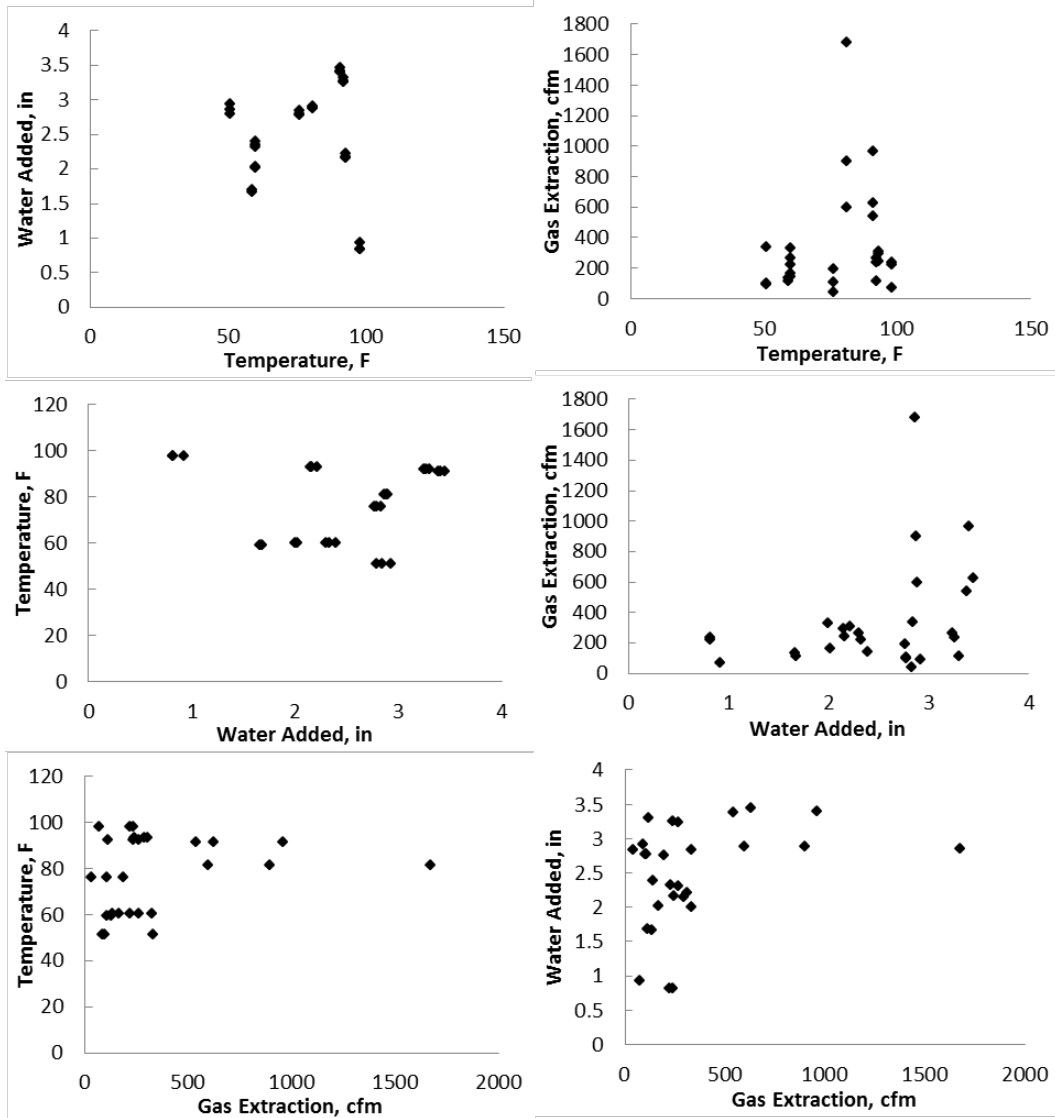 Water Added, in
4
3.5
3
2.5
2
1.5
1
0.5
0
0 50 100 150
Temperature, F
Gas Extraction, cfm
1800
1600
1400
1200
1000
800
600
400
200
0
0 50 100 150
Temperature, F
Temperature, F
120
100
80
60
40
20
0
0 1 2 3 4
Water Added, in
Gas Extraction, cfm
1800
1600
1400
1200
1000
800
600
400
200
0
0 1 2 3 4
Water Added, in
Temperature, F
120
100
80
60
40
20
0
0 500 1000 1500 2000
Gas Extraction, cfm
Water Added, in
4
3.5
3
2.5
2
1.5
1
0.5
0
0 500 1000 1500 2000
Gas Extraction, cfm